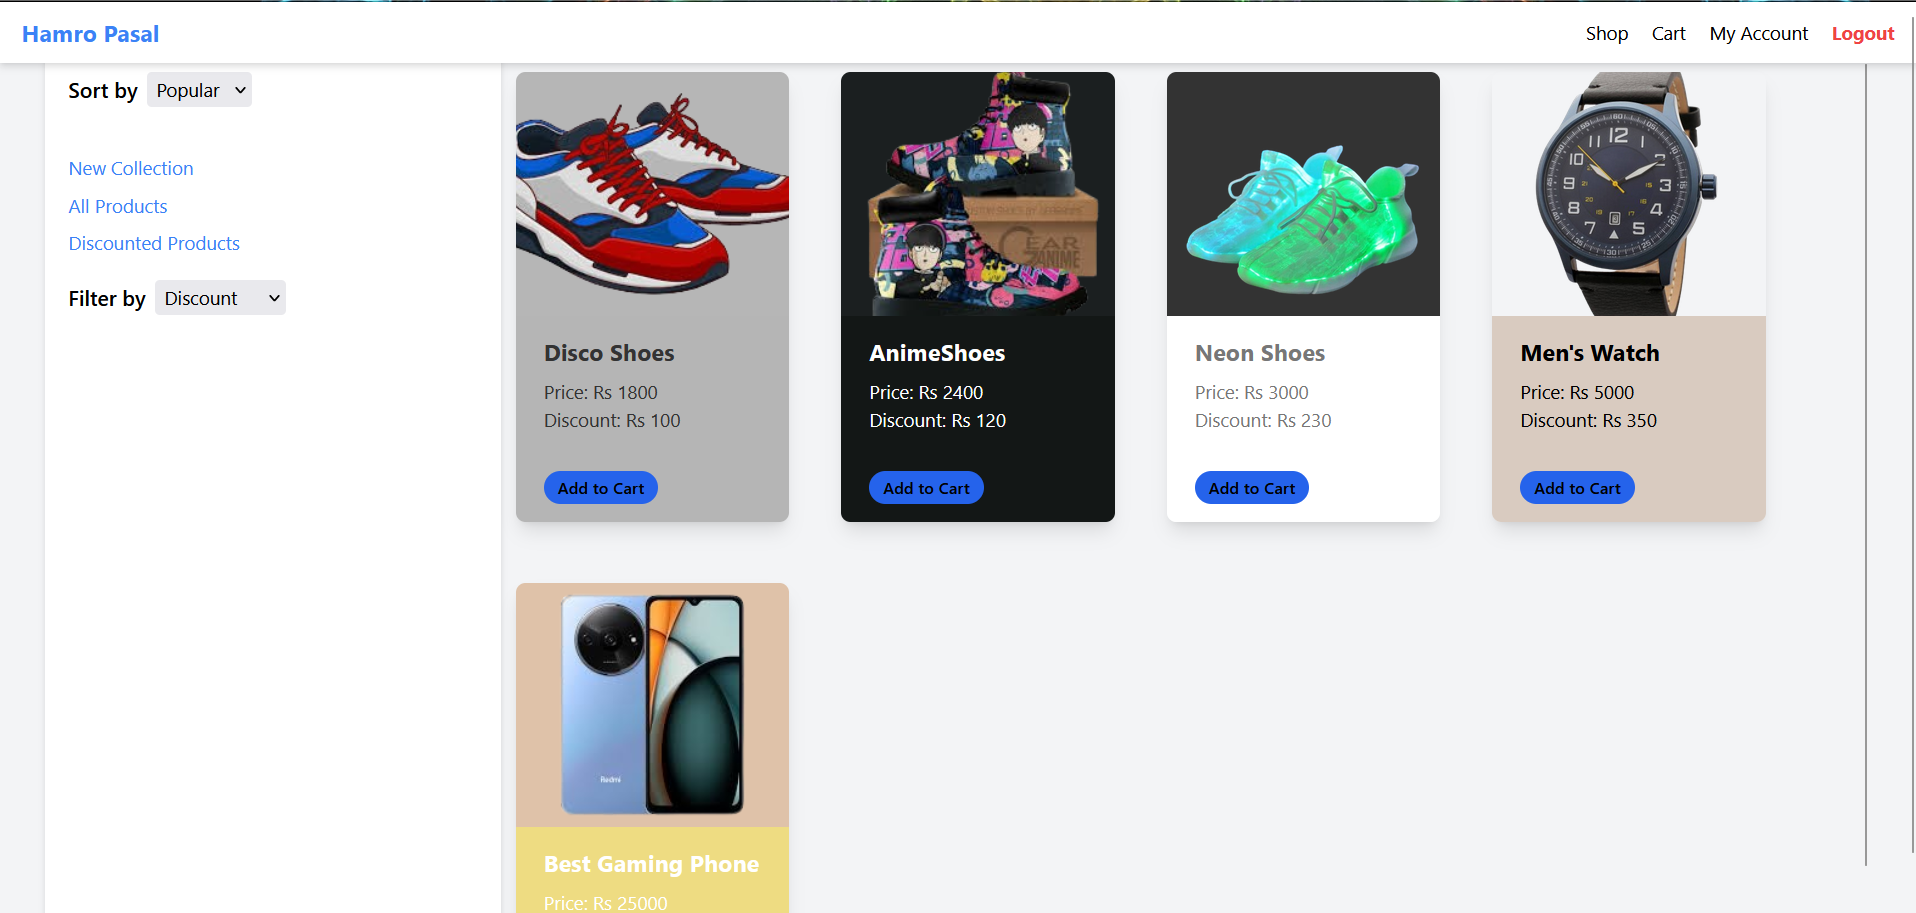 Hamro Pasal
Shop Cart My Account Logout
Sort by Popular
New Collection
All Products
Discounted Products
Filter by Discount
Disco Shoes
Price: Rs 1800
Discount: Rs 100
Add to Cart
GEAR
ANIME
AnimeShoes
Price: Rs 2400
Discount: Rs 120
Add to Cart
Neon Shoes
Price: Rs 3000
Discount: Rs 230
Add to Cart
Men's Watch
Price: Rs 5000
Discount: Rs 350
Add to Cart
Redmi
Best Gaming Phone
Price: Rs 25000